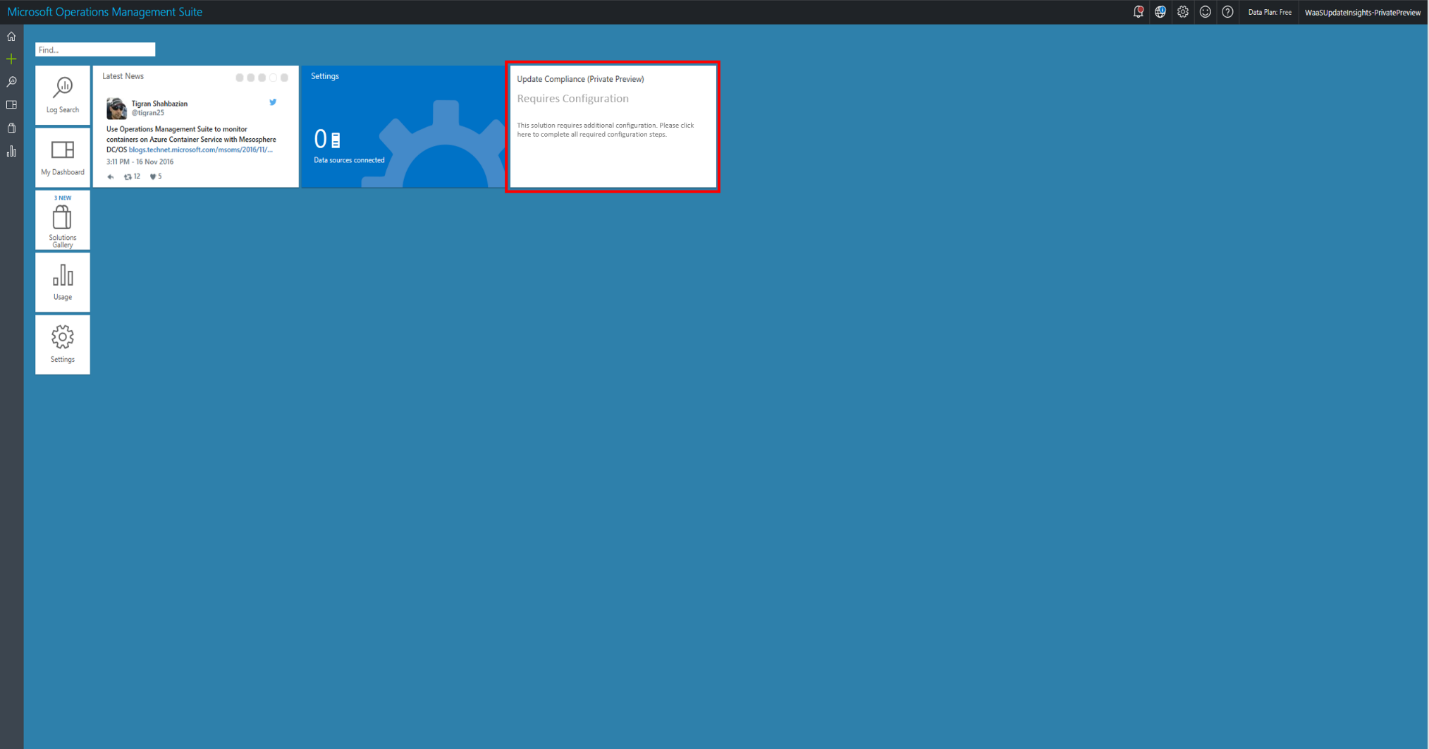 Microsoft Operations Management Suite
Data Plan: Free
WaaSUpdateInsights-PrivatePreview
Find...
Log Search
My Dashboard
3 NEW
Solutions
Gallery
Usage
Settings
Latest News
Tigran Shahbazian
@tigran25
Use Operations Management Suite to monitor
containers on Azure Container Service with Mesosphere
DC/OS blogs.technet.microsoft.com/msoms/2016/11/...
3:11 PM - 16 Nov 2016
12 5
Settings
0
Data sources connected
Update Compliance (Private Preview)
Requires Configuration
This solution requires additional configuration. Please click
here to complete all required configuration steps.